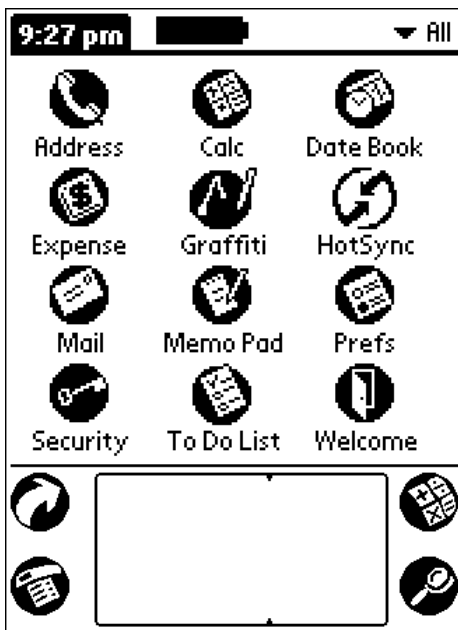 9:27 pm All
Address Calc Date Book
Expense Graffiti HotSync
Mail Memo Pad Prefs
Security To Do List Welcome